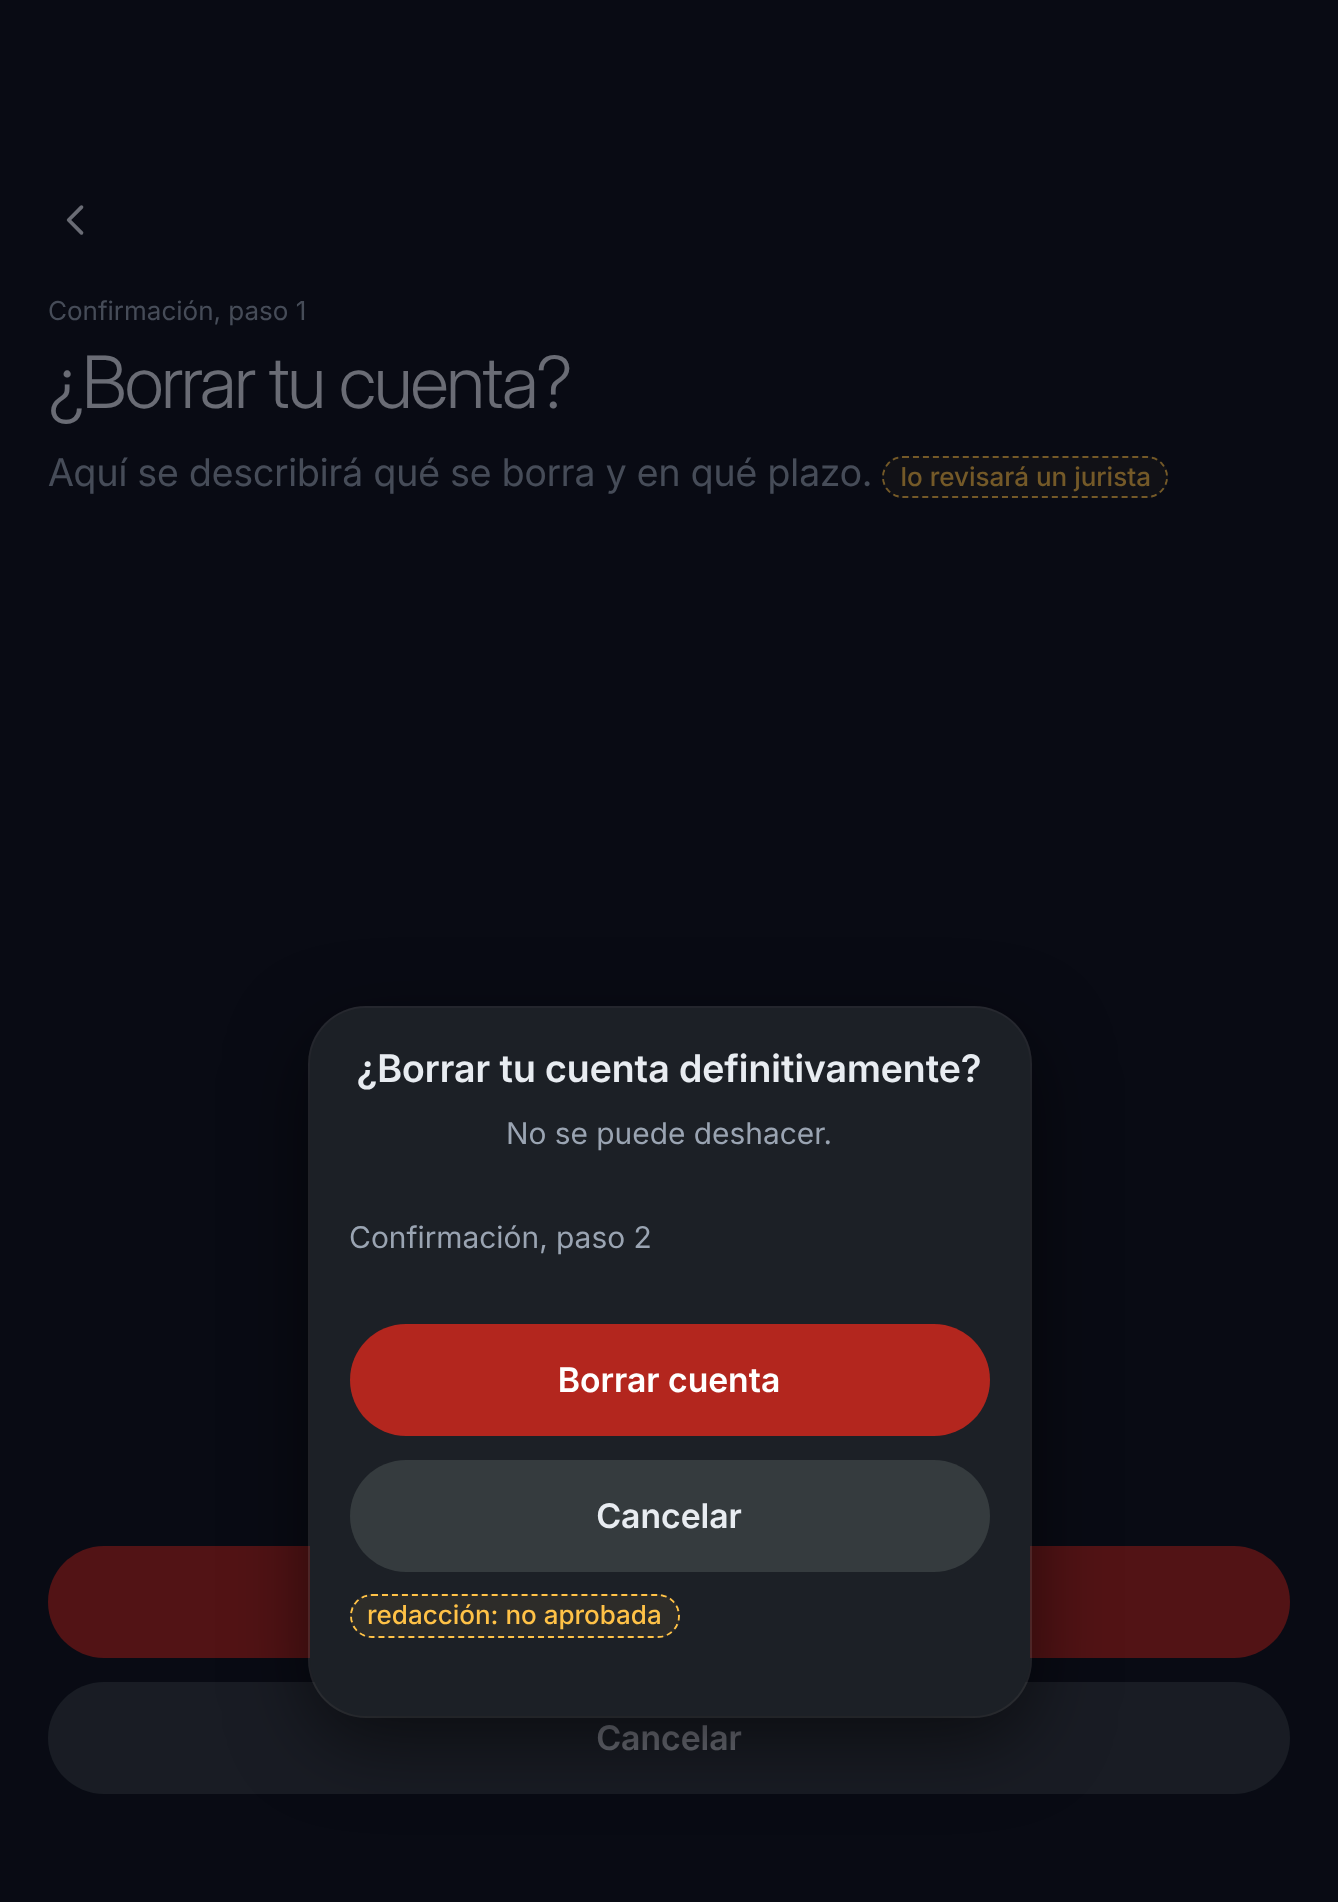 Confirmación, paso 1
¿Borrar tu cuenta?
Aquí se describirá qué se borra y en qué plazo. lo revisará un jurista
¿Borrar tu cuenta definitivamente?
No se puede deshacer.
Confirmación, paso 2
Borrar cuenta
Cancelar
redacción: no aprobada
Cancelar